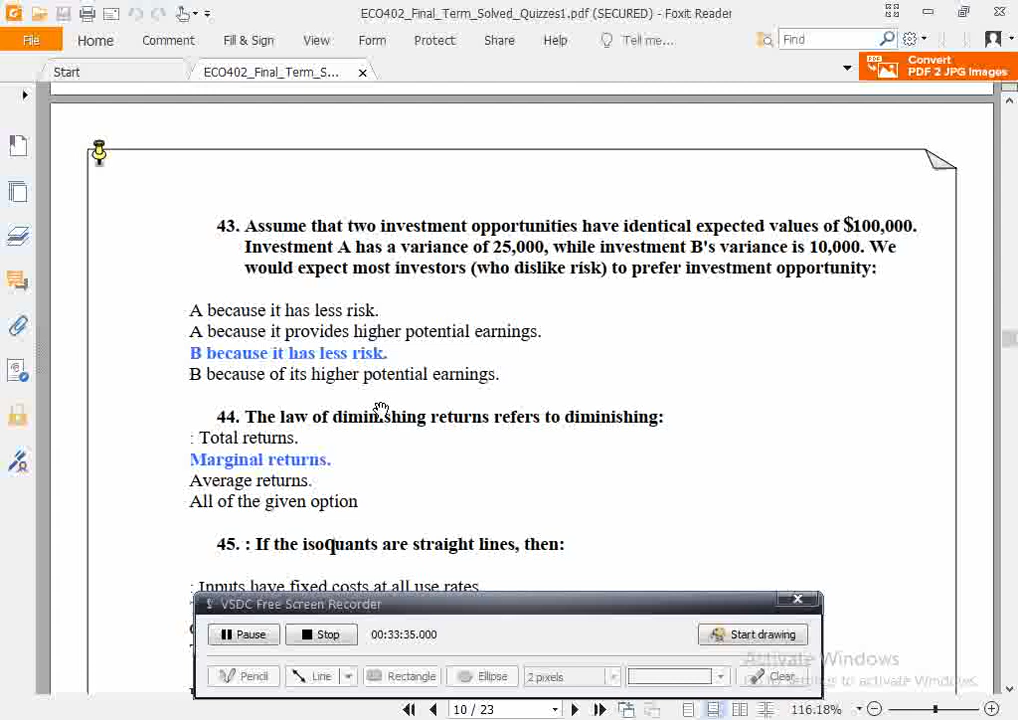 ECO402_Final_Term_Solved_Quizzes1.pdf (SECURED) - Foxit Reader
File Home Comment Fill & Sign View Form Protect Share Help Tell me... Find
Start ECO402_Final_Term_S... Convert
PDF 2 JPG Images
43. Assume that two investment opportunities have identical expected values of $100,000.
Investment A has a variance of 25,000, while investment B's variance is 10,000. We
would expect most investors (who dislike risk) to prefer investment opportunity:
A because it has less risk.
A because it provides higher potential earnings.
B because it has less risk.
B because of its higher potential earnings.
44. The law of diminishing returns refers to diminishing:
: Total returns.
Marginal returns.
Average returns.
All of the given option
45. : If the isoquants are straight lines, then:
: Inputs have fixed costs at all use rates.
VSDC Free Screen Recorder
Pause Stop 00:33:35.000 Start drawing
Activate Windows
Pencil Line Rectangle Ellipse 2 pixels Clear
to activate Windows.
10 / 23 116.18%